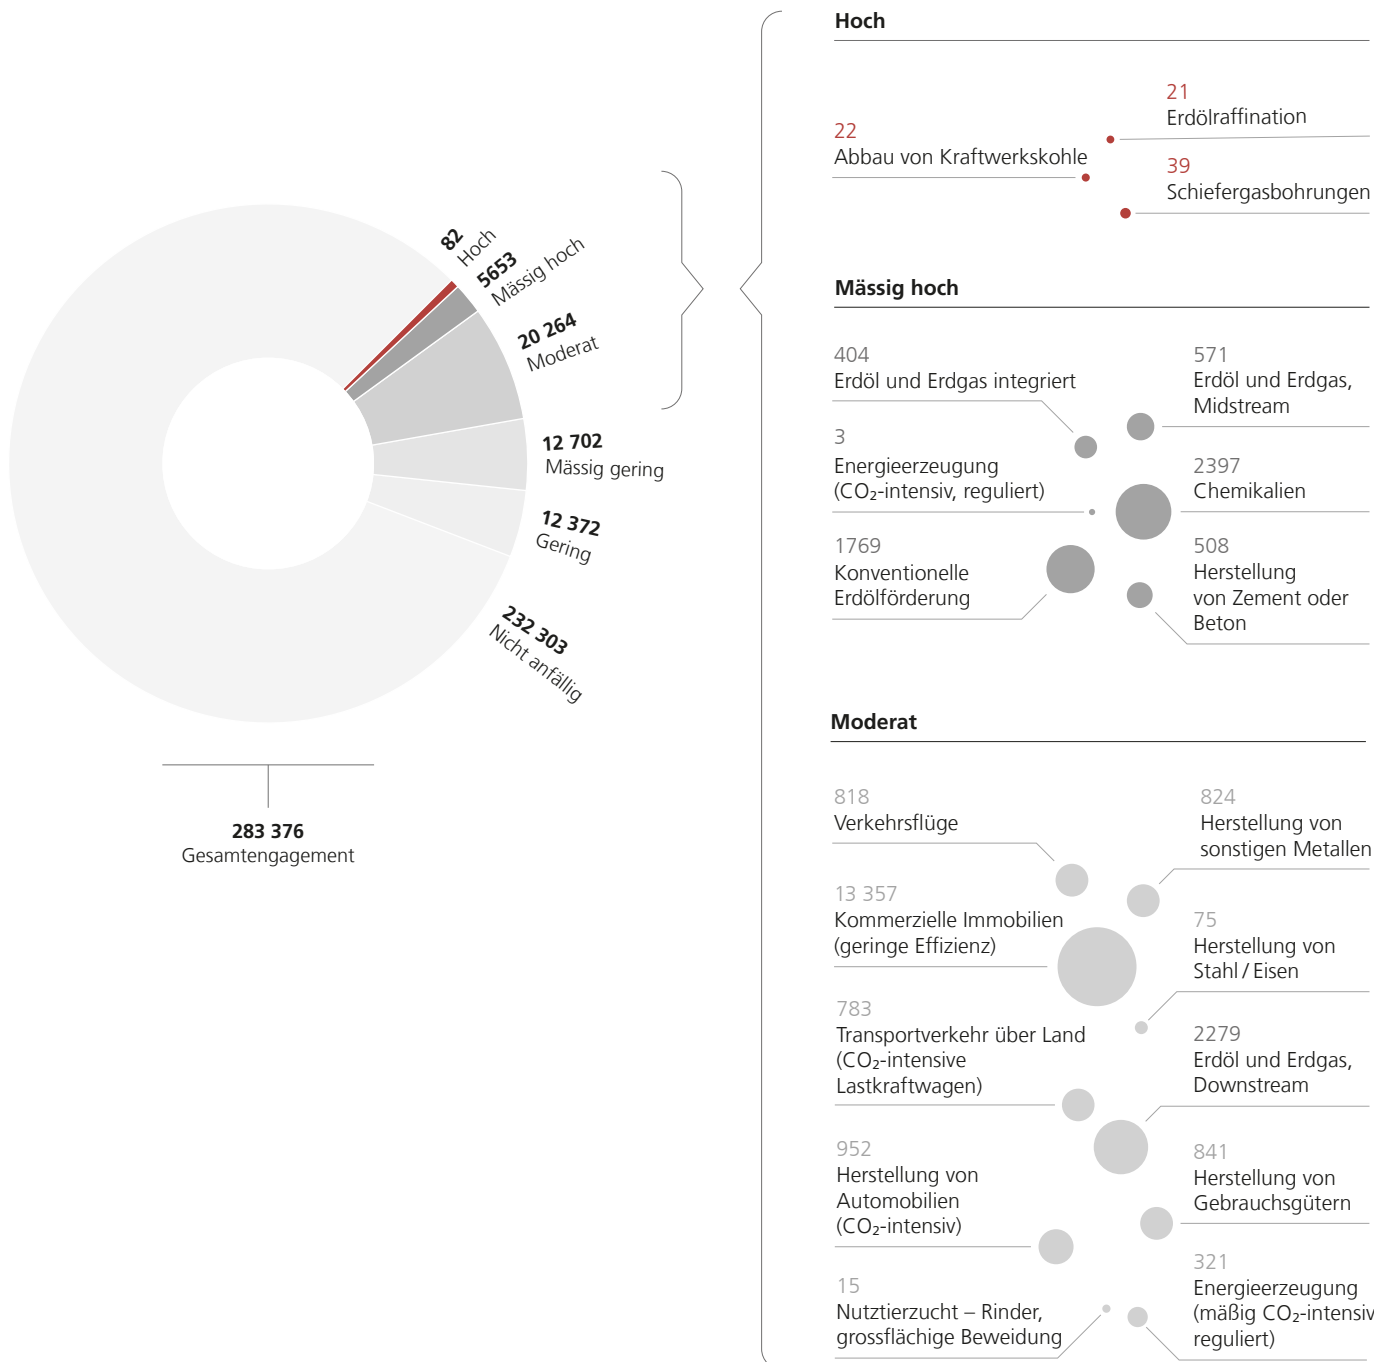 82
Hoch
5653
Mässig hoch
20 264
Moderat
12 702
Mässig gering
12 372
Gering
232 303
Nicht anfällig
283 376
Gesamtengagement
Hoch
22
Abbau von Kraftwerkskohle
21
Erdölraffination
39
Schiefergasbohrungen
Mässig hoch
404
Erdöl und Erdgas integriert
3
Energieerzeugung
(CO₂-intensiv, reguliert)
1769
Konventionelle
Erdölförderung
571
Erdöl und Erdgas,
Midstream
2397
Chemikalien
508
Herstellung
von Zement oder
Beton
Moderat
818
Verkehrsflüge
13 357
Kommerzielle Immobilien
(geringe Effizienz)
783
Transportverkehr über Land
(CO₂-intensive
Lastkraftwagen)
952
Herstellung von
Automobilien
(CO₂-intensiv)
15
Nutztierzucht – Rinder,
grossflächige Beweidung
824
Herstellung von
sonstigen Metallen
75
Herstellung von
Stahl / Eisen
2279
Erdöl und Erdgas,
Downstream
841
Herstellung von
Gebrauchsgütern
321
Energieerzeugung
(mäßig CO₂-intensiv
reguliert)